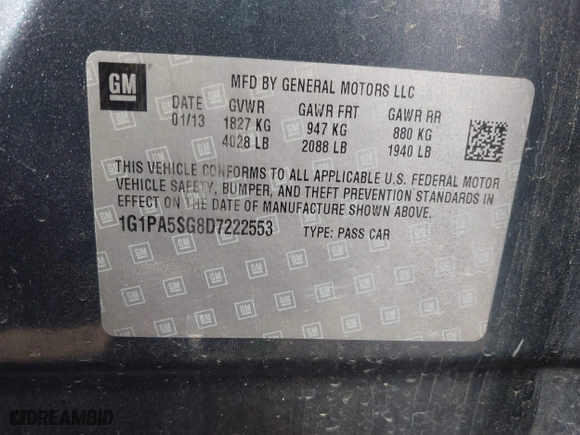 GM
MFD BY GENERAL MOTORS LLC
DATE GVWR GAWR FRT GAWR RR
01/13 1827 KG 947 KG 880 KG
4028 LB 2088 LB 1940 LB
THIS VEHICLE CONFORMS TO ALL APPLICABLE U.S. FEDERAL MOTOR
VEHICLE SAFETY, BUMPER, AND THEFT PREVENTION STANDARDS IN
EFFECT ON THE DATE OF MANUFACTURE SHOWN ABOVE.
1G1PA5SG8D7222553 TYPE: PASS CAR
DREAMBID